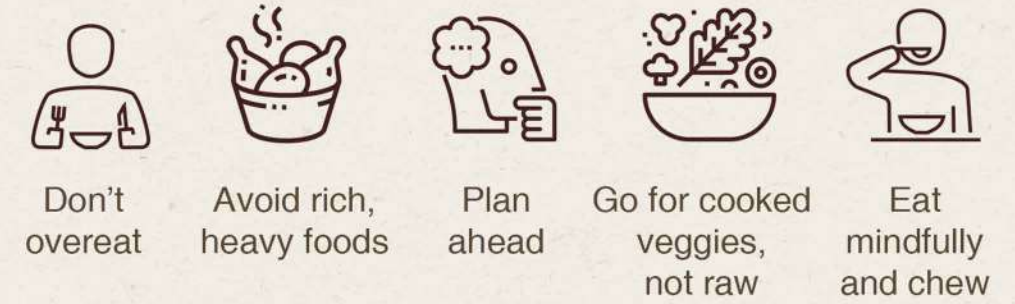 Don’t
overeat
Avoid rich,
heavy foods
Plan
ahead
Go for cooked
veggies,
not raw
Eat
mindfully
and chew